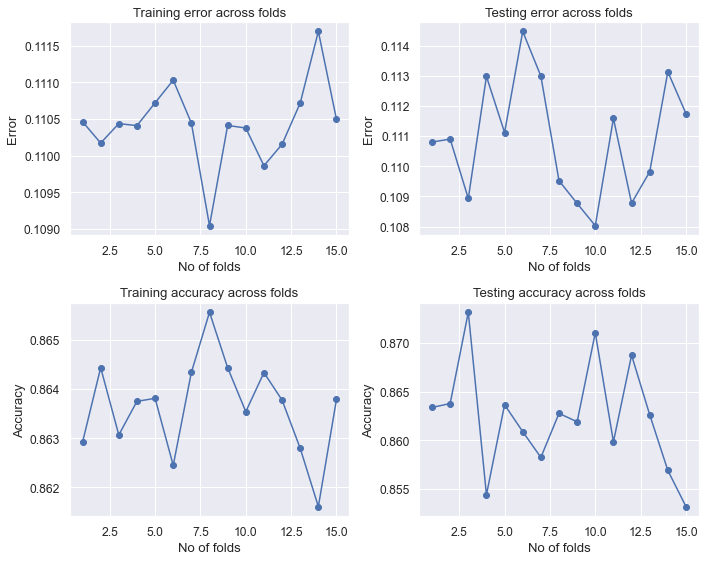 Training error across folds
Error
0.1115
0.1110
0.1105
0.1100
0.1095
0.1090
2.5 5.0 7.5 10.0 12.5 15.0
No of folds
Testing error across folds
Error
0.114
0.113
0.112
0.111
0.110
0.109
0.108
2.5 5.0 7.5 10.0 12.5 15.0
No of folds
Training accuracy across folds
Accuracy
0.865
0.864
0.863
0.862
2.5 5.0 7.5 10.0 12.5 15.0
No of folds
Testing accuracy across folds
Accuracy
0.870
0.865
0.860
0.855
2.5 5.0 7.5 10.0 12.5 15.0
No of folds